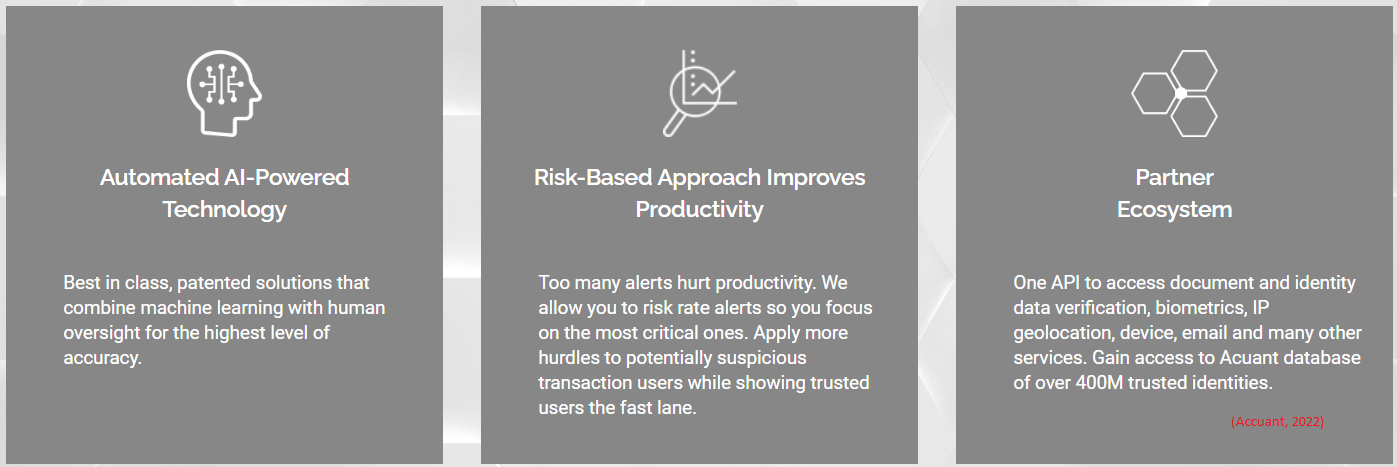 Automated AI-Powered
Technology
Best in class, patented solutions that
combine machine learning with human
oversight for the highest level of
accuracy.
Risk-Based Approach Improves
Productivity
Too many alerts hurt productivity. We
allow you to risk rate alerts so you focus
on the most critical ones. Apply more
hurdles to potentially suspicious
transaction users while showing trusted
users the fast lane.
Partner
Ecosystem
One API to access document and identity
data verification, biometrics, IP
geolocation, device, email and many other
services. Gain access to Acuant database
of over 400M trusted identities.
(Accuant, 2022)